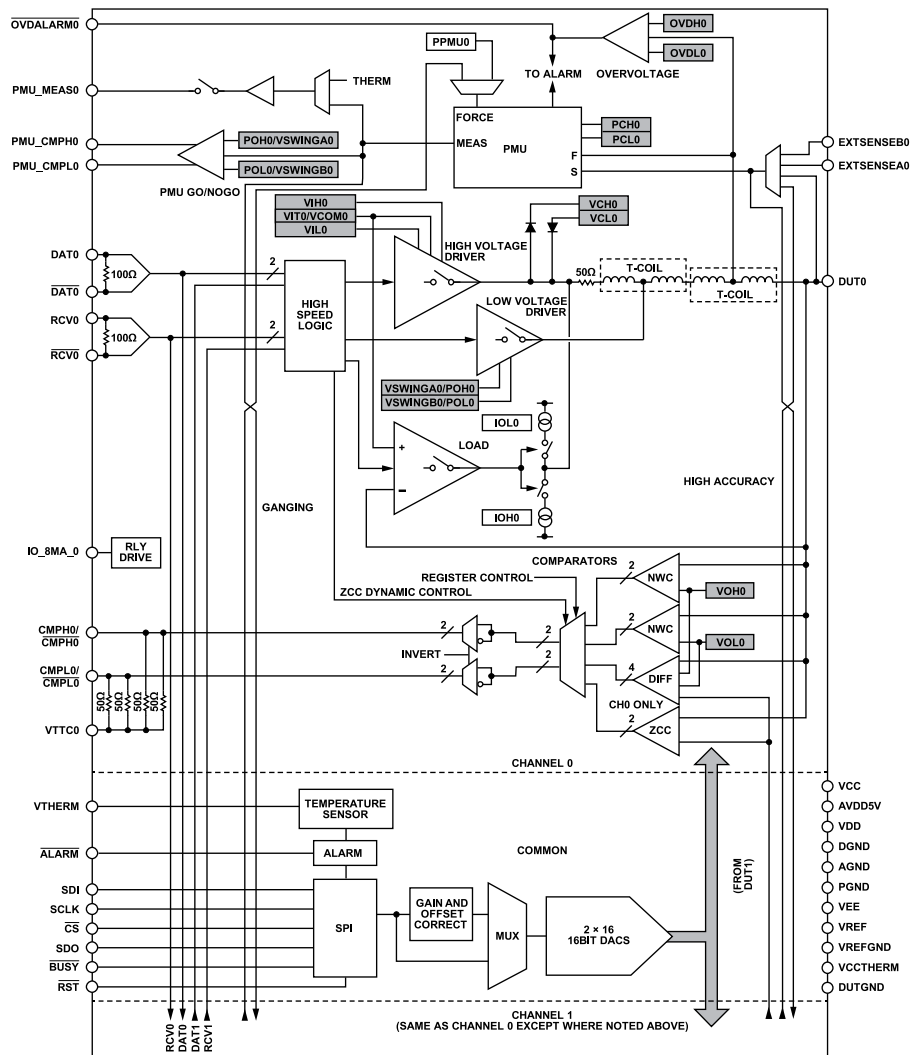 OVDALARM0
OVDH0
PPMU0
OVDL0
TO ALARM
OVERVOLTAGE
THERM
PMU_MEAS0
FORCE
PCH0
PCL0
MEAS
PMU
F
S
PMU_CMPH0
POH0/VSWINGA0
PMU_CMPL0
POL0/VSWINGB0
PMU GO/NOGO
EXTSENSEB0
EXTSENSEA0
VIH0
VIT0/VCOM0
VIL0
VCH0
VCL0
HIGH VOLTAGE
DRIVER
DAT0
100Ω
DAT0
2
50Ω
T-COIL
T-COIL
DUT0
HIGH
SPEED
LOGIC
LOW VOLTAGE
DRIVER
RCV0
100Ω
RCV0
2
VSWINGA0/POH0
VSWINGB0/POL0
IOL0
LOAD
+
–
IOH0
GANGING
HIGH ACCURACY
IO_8MA_0
RLY
DRIVE
COMPARATORS
REGISTER CONTROL
ZCC DYNAMIC CONTROL
2
NWC
VOH0
CMPH0/
CMPH0
2
2
2
NWC
VOL0
INVERT
CMPL0/
CMPL0
2
2
4
DIFF
CH0 ONLY
50Ω
50Ω
50Ω
50Ω
2
ZCC
VTTC0
CHANNEL 0
VCC
VTHERM
TEMPERATURE
SENSOR
AVDD5V
VDD
ALARM
ALARM
COMMON
DGND
AGND
SDI
PGND
SCLK
GAIN AND
OFFSET
CORRECT
VEE
CS
SPI
MUX
2 × 16
16BIT DACS
VREF
SDO
VREFGND
BUSY
VCCTHERM
RST
DUTGND
(FROM
DUT1)
CHANNEL 1
(SAME AS CHANNEL 0 EXCEPT WHERE NOTED ABOVE)
RCV0
DAT0
DAT1
RCV1